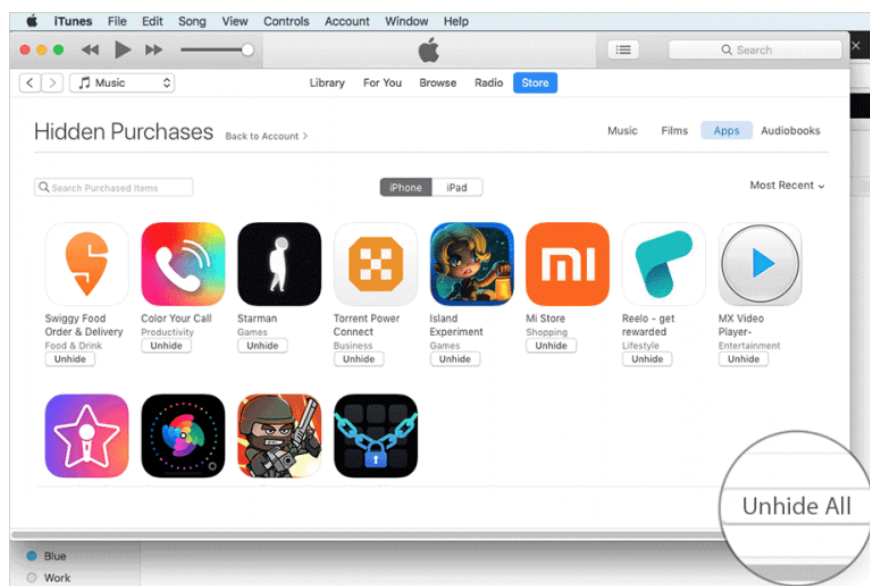 iTunes File Edit Song View Controls Account Window Help
Search
Music
Library For You Browse Radio Store
Hidden Purchases Back to Account >
Music Films Apps Audiobooks
Search Purchased Items
iPhone iPad
Most Recent
Swiggy Food
Order & Delivery
Food & Drink
Unhide
Color Your Call
Productivity
Unhide
Starman
Games
Unhide
Torrent Power
Connect
Business
Unhide
Island
Experiment
Games
Unhide
mi
Mi Store
Shopping
Unhide
Reelo - get
rewarded
Lifestyle
Unhide
MX Video
Player-
Entertainment
Unhide
Unhide All
Blue
Work